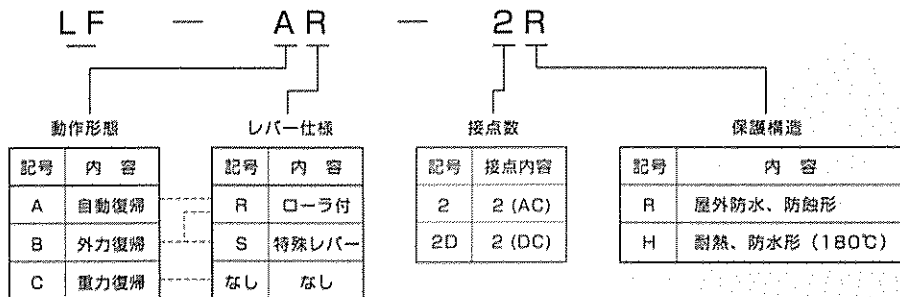 LF - AR - 2R
動作形態 レバー仕様 接点数 保護構造
記号 内 容 記号 内 容 記号 接点内容 記号 内 容
A 自動復帰 R ローラ付 2 2 (AC) R 屋外防水、防蝕形
B 外力復帰 S 特殊レバー 2D 2 (DC) H 耐熱、防水形 (180℃)
C 重力復帰 なし なし